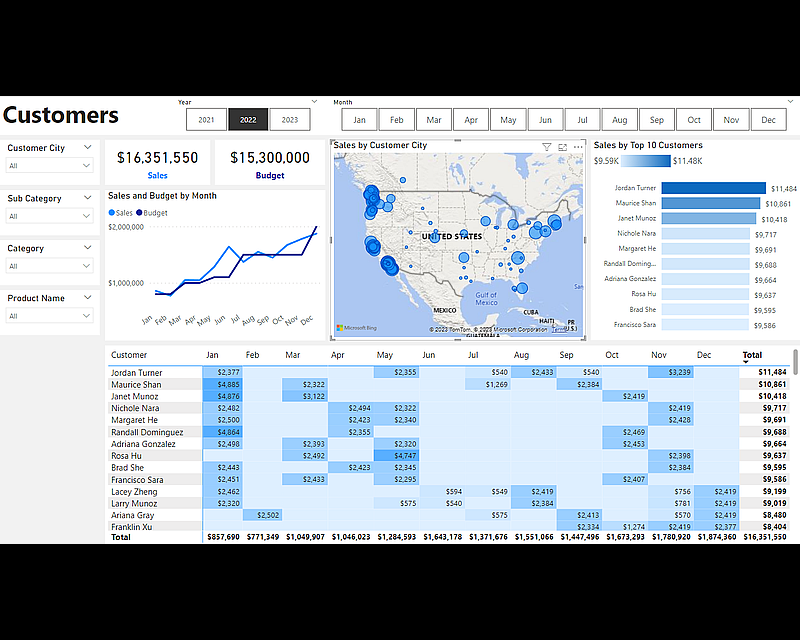 Customers
Year
2021 2022 2023
Month
Jan Feb Mar Apr May Jun Jul Aug Sep Oct Nov Dec
Customer City
All
Sub Category
All
Category
All
Product Name
All
$16,351,550
Sales
$15,300,000
Budget
Sales and Budget by Month
Sales Budget
$2,000,000
$1,000,000
Jan Feb Mar Apr May Jun Jul Aug Sep Oct Nov Dec
Sales by Customer City
UNITED STATES
Gulf of
Mexico
MEXICO
CUBA
HAITI
PR
(U.S.)
GUATEMALA
Microsoft Bing
© 2023 TomTom, © 2023 Microsoft Corporation Terms
Sales by Top 10 Customers
$9.59K $11.48K
Jordan Turner $11,484
Maurice Shan $10,861
Janet Munoz $10,418
Nichole Nara $9,717
Margaret He $9,691
Randall Doming... $9,688
Adriana Gonzalez $9,664
Rosa Hu $9,637
Brad She $9,595
Francisco Sara $9,586
Customer Jan Feb Mar Apr May Jun Jul Aug Sep Oct Nov Dec Total
Jordan Turner $2,377 $2,355 $540 $2,433 $540 $3,239 $11,484
Maurice Shan $4,885 $2,322 $1,269 $2,384 $10,861
Janet Munoz $4,876 $3,122 $2,419 $10,418
Nichole Nara $2,482 $2,494 $2,322 $2,419 $9,717
Margaret He $2,500 $2,423 $2,340 $2,428 $9,691
Randall Dominguez $4,864 $2,355 $2,469 $9,688
Adriana Gonzalez $2,498 $2,393 $2,320 $2,453 $9,664
Rosa Hu $2,492 $4,747 $2,398 $9,637
Brad She $2,443 $2,423 $2,345 $2,384 $9,595
Francisco Sara $2,451 $2,433 $2,295 $2,407 $9,586
Lacey Zheng $2,462 $594 $549 $2,419 $756 $2,419 $9,199
Larry Munoz $2,320 $575 $540 $2,384 $781 $2,419 $9,019
Ariana Gray $2,502 $575 $2,413 $570 $2,419 $8,480
Franklin Xu $2,334 $1,274 $2,419 $2,377 $8,404
Total $857,690 $771,349 $1,049,907 $1,046,023 $1,284,593 $1,643,178 $1,371,676 $1,551,066 $1,447,496 $1,673,293 $1,780,920 $1,874,360 $16,351,550